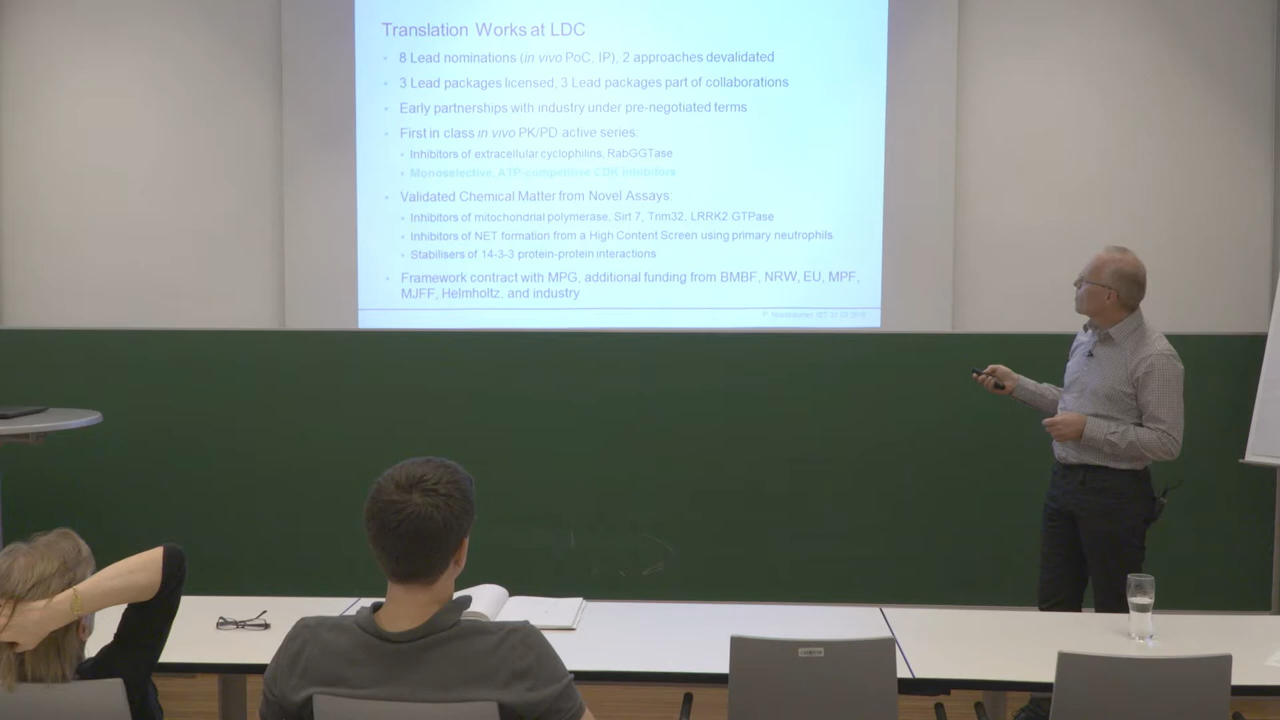 Translation Works at LDC
8 Lead nominations (in vivo PoC, IP), 2 approaches devalidated
3 Lead packages licensed, 3 Lead packages part of collaborations
Early partnerships with industry under pre-negotiated terms
First in class in vivo PK/PD active series:
Inhibitors of extracellular cyclophilins, RabGGTase
Monoselective, ATP-competitive CDK inhibitors
Validated Chemical Matter from Novel Assays:
Inhibitors of mitochondrial polymerase, Sirt 7, Trim32, LRRK2 GTPase
Inhibitors of NET formation from a High Content Screen using primary neutrophils
Stabilisers of 14-3-3 protein-protein interactions
Framework contract with MPG, additional funding from BMBF, NRW, EU, MPF,
MJFF, Helmholtz, and industry